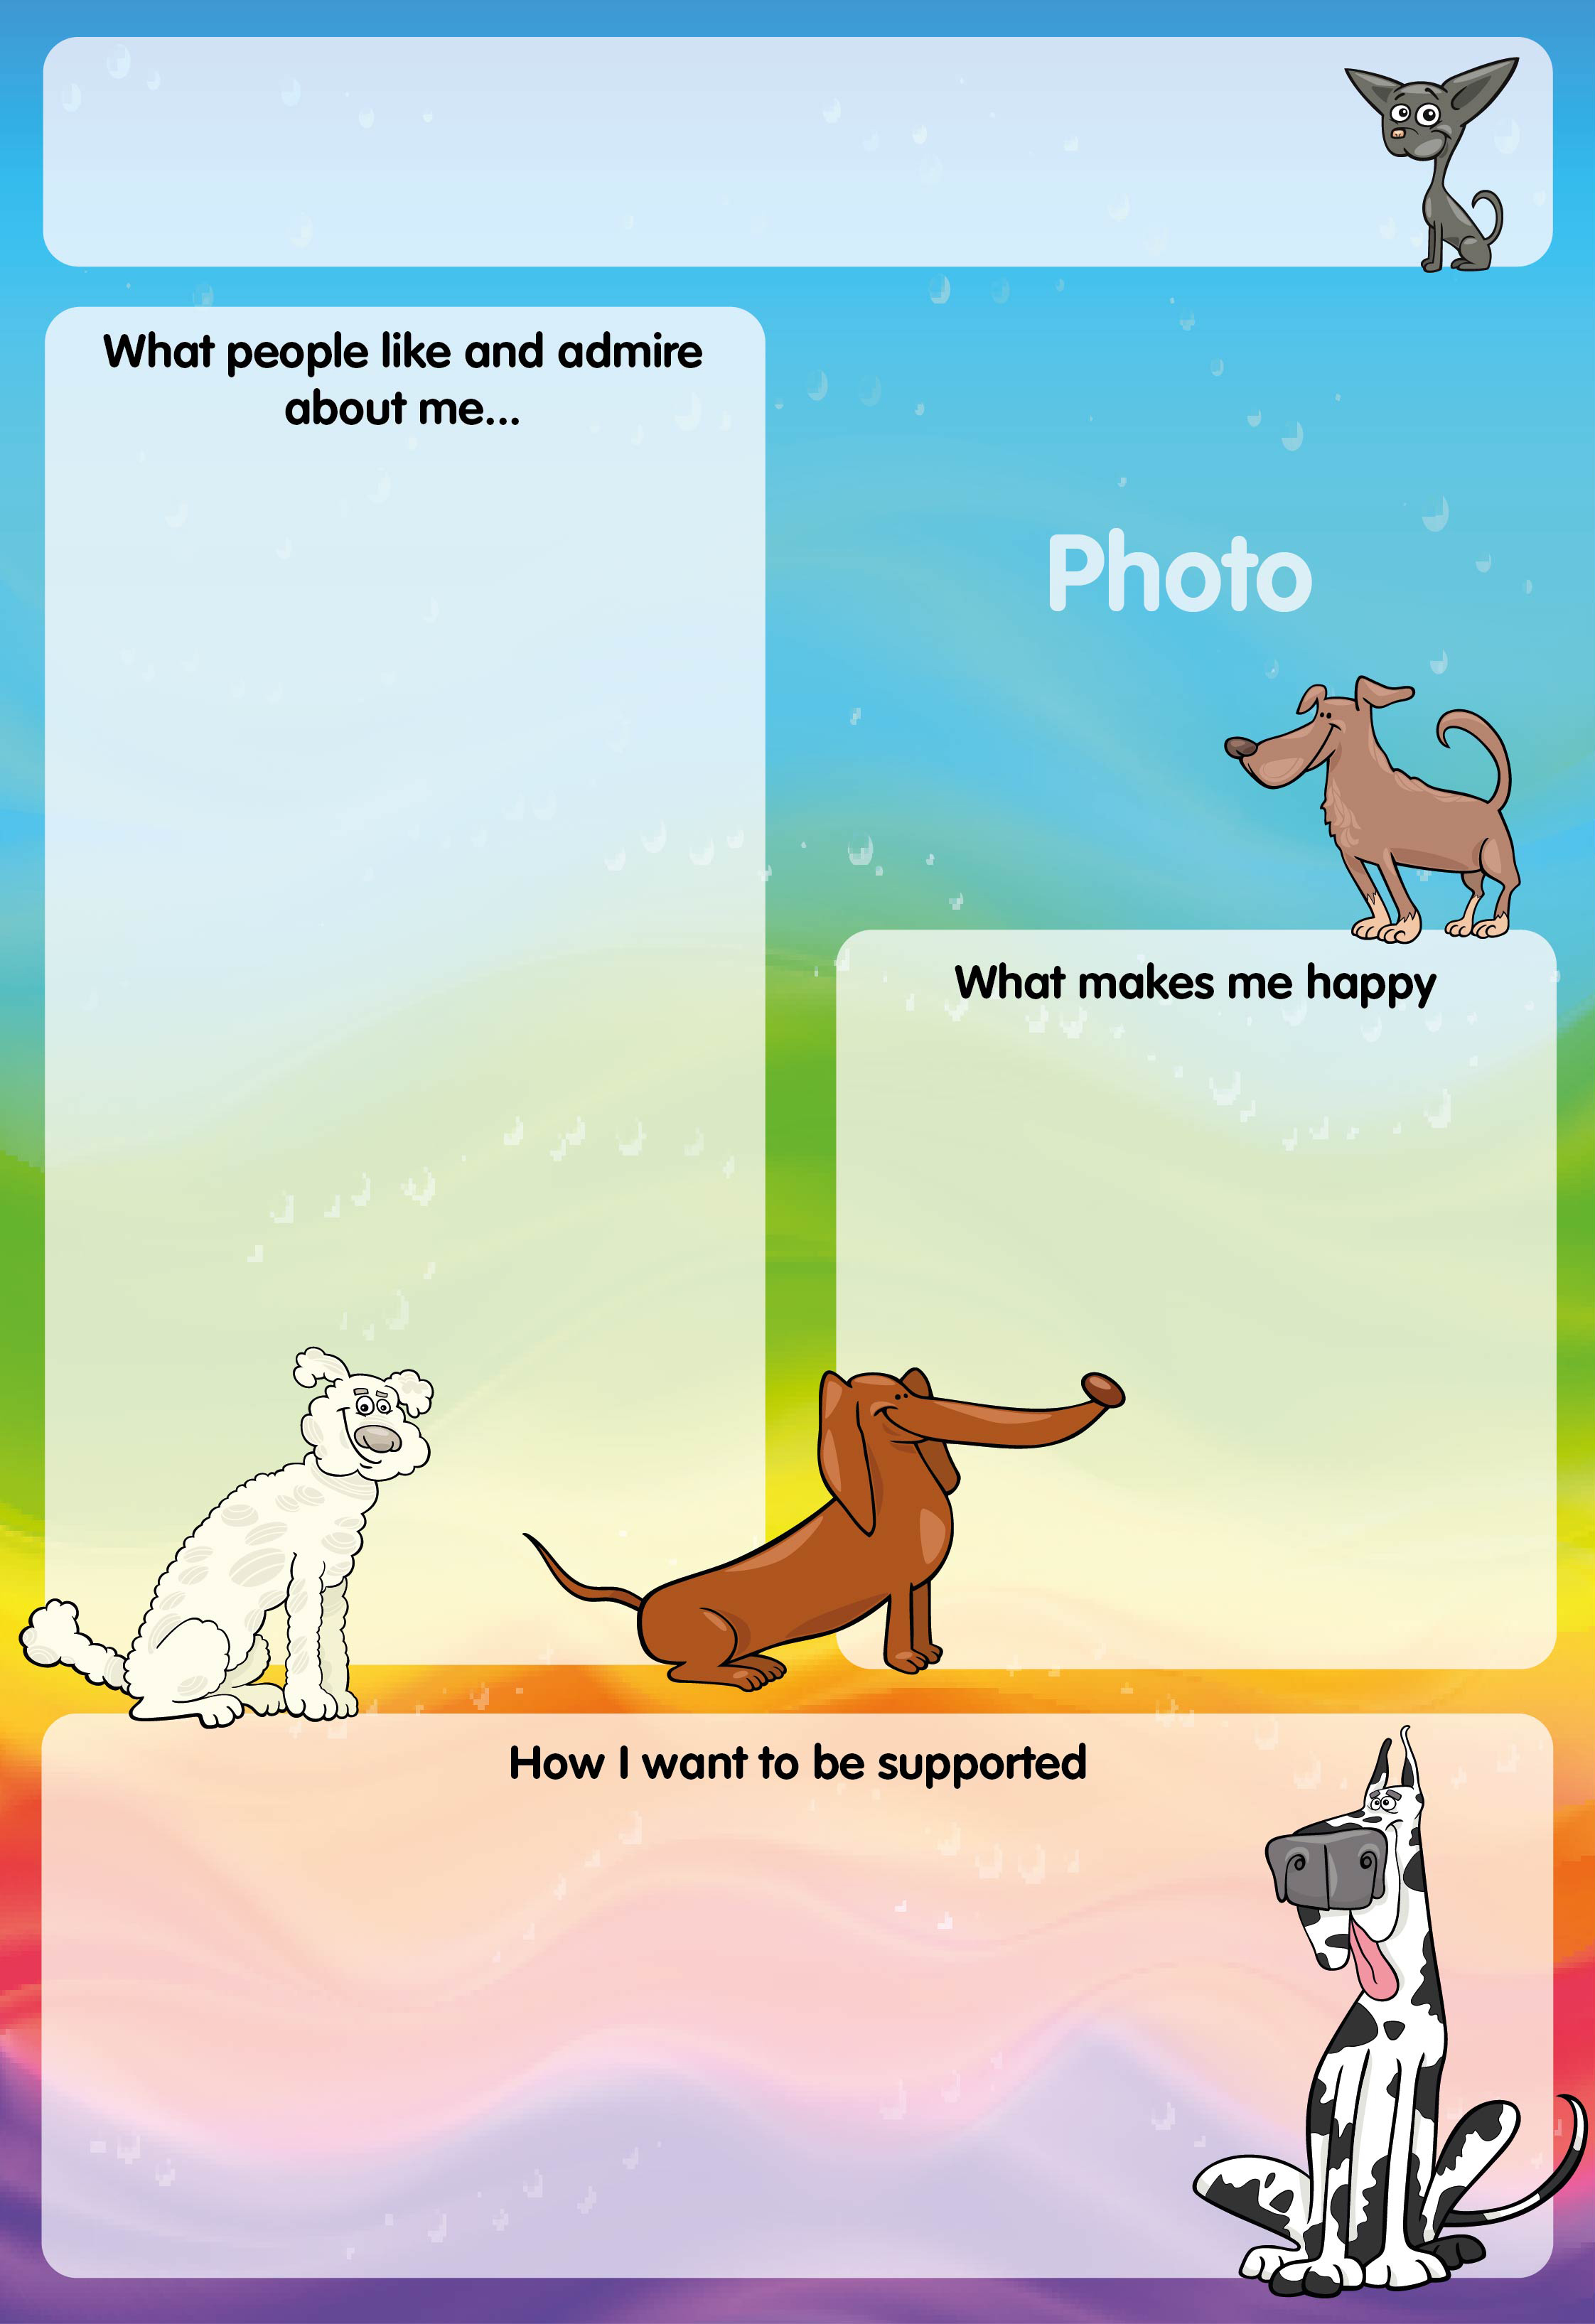 What people like and admire
about me...
Photo
What makes me happy
How I want to be supported